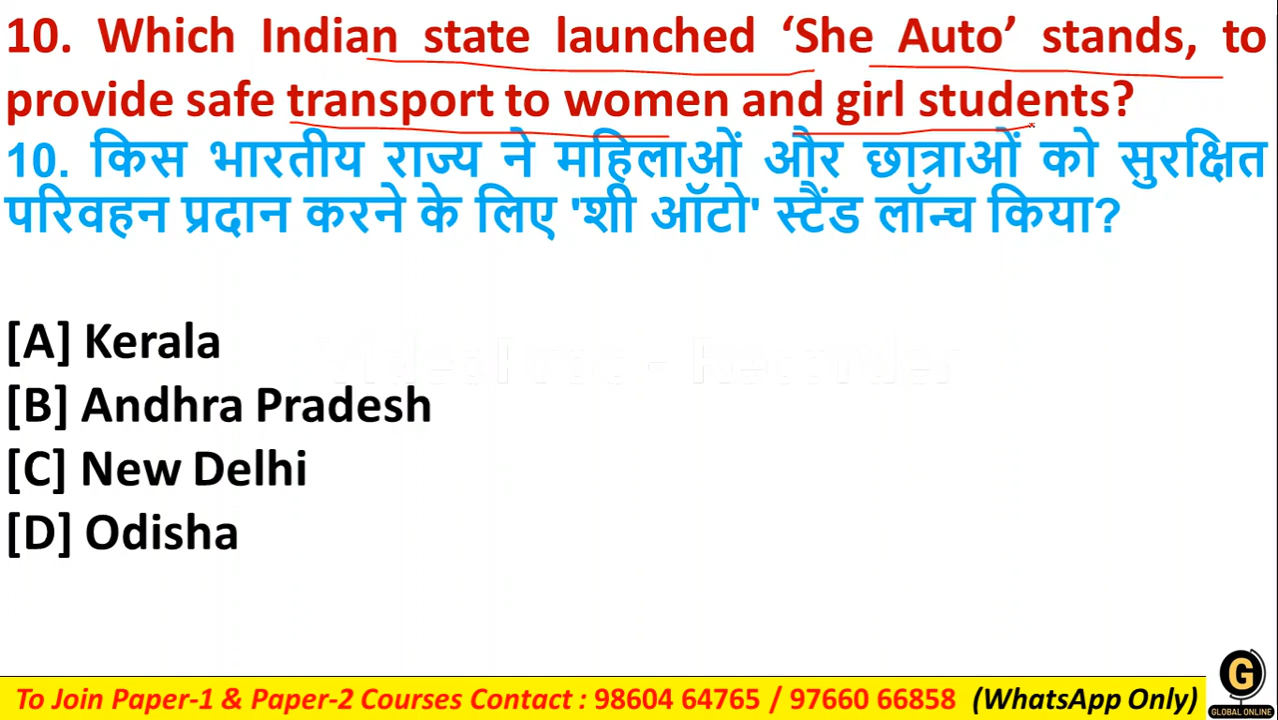 10. Which Indian state launched ‘She Auto’ stands, to
provide safe transport to women and girl students?
10. किस भारतीय राज्य ने महिलाओं और छात्राओं को सुरक्षित
परिवहन प्रदान करने के लिए 'शी ऑटो' स्टैंड लॉन्च किया?
[A] Kerala
VideoProc - Recorder
[B] Andhra Pradesh
[C] New Delhi
[D] Odisha
To Join Paper-1 & Paper-2 Courses Contact : 98604 64765 / 97660 66858 (WhatsApp Only)
G
GLOBAL ONLINE